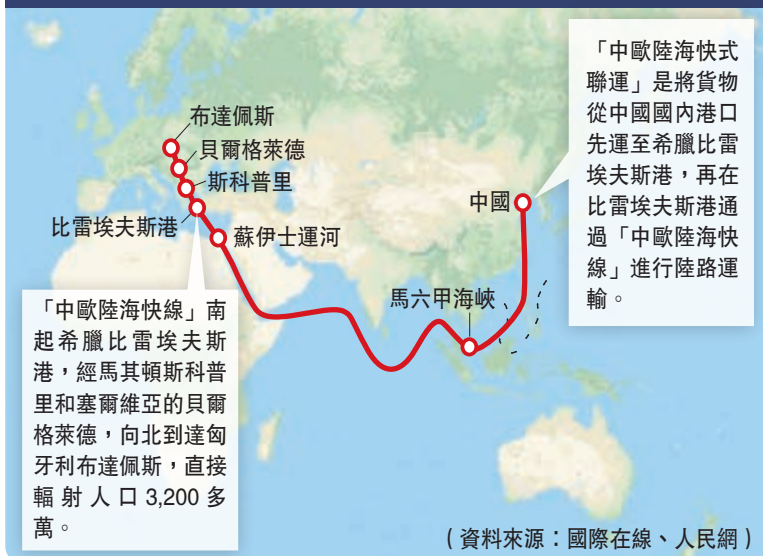 「中歐陸海快式
聯運」是將貨物
從中國國內港口
先運至希臘比雷
埃夫斯港,再在
比雷埃夫斯港通
過「中歐陸海快
線」進行陸路運
輸。
布達佩斯
貝爾格萊德
斯科普里
比雷埃夫斯港
蘇伊士運河
中國
馬六甲海峽
「中歐陸海快線」南
起希臘比雷埃夫斯
港,經馬其頓斯科普
里和塞爾維亞的貝爾
格萊德,向北到達匈
牙利布達佩斯,直接
輻射人口3,200多
萬。
(資料來源:國際在線、人民網)